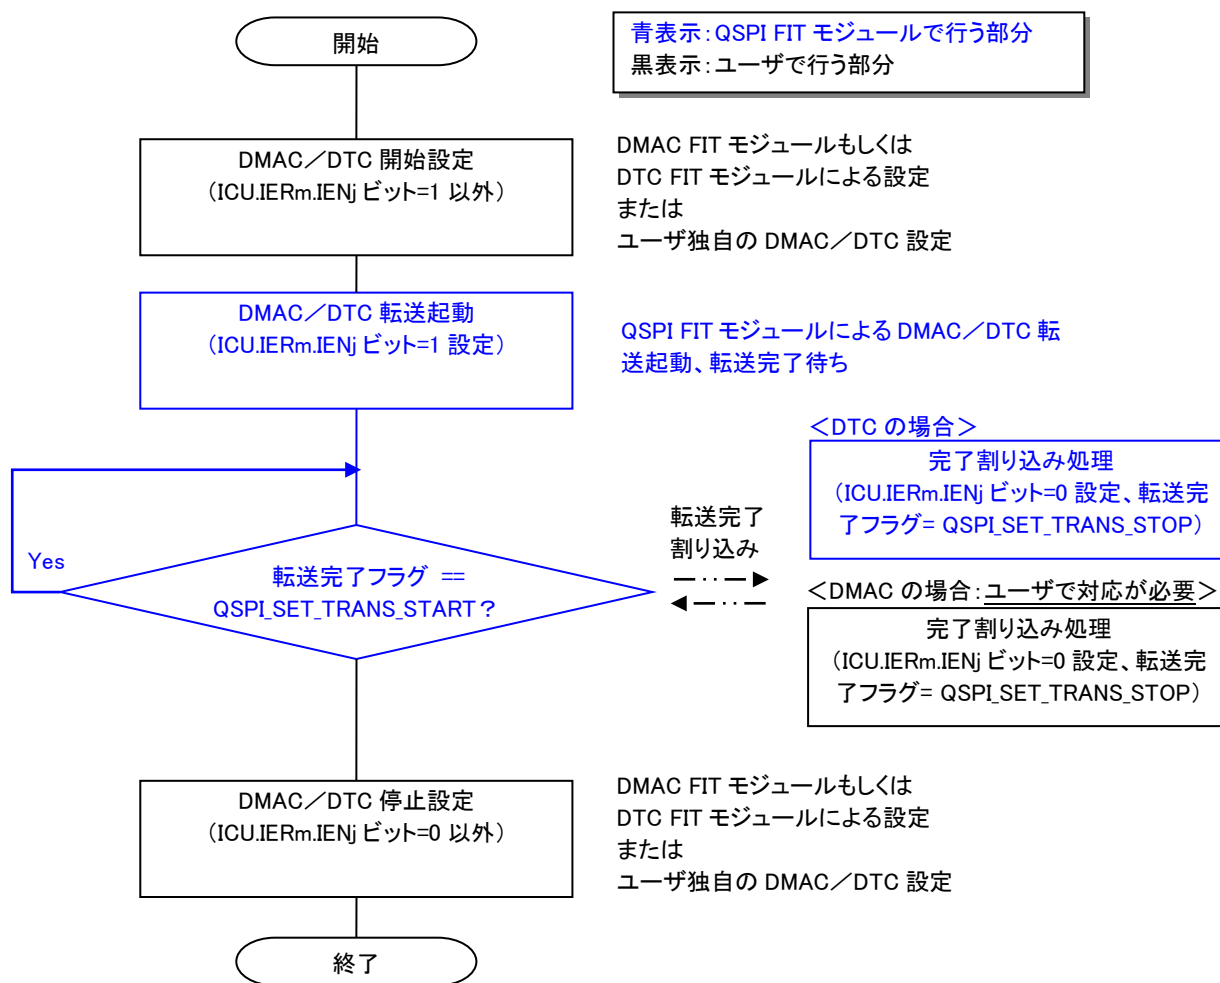 開始
青表示：QSPI FIT モジュールで行う部分
黒表示：ユーザで行う部分
DMAC／DTC 開始設定
（ICU.IERm.IENj ビット=1 以外）
DMAC FIT モジュールもしくは
DTC FIT モジュールによる設定
または
ユーザ独自の DMAC／DTC 設定
DMAC／DTC 転送起動
（ICU.IERm.IENj ビット=1 設定）
QSPI FIT モジュールによる DMAC／DTC 転
送起動、転送完了待ち
＜DTC の場合＞
完了割り込み処理
（ICU.IERm.IENj ビット=0 設定、転送完
了フラグ= QSPI_SET_TRANS_STOP）
転送完了
割り込み
Yes
転送完了フラグ ==
QSPI_SET_TRANS_START？
＜DMAC の場合：ユーザで対応が必要＞
完了割り込み処理
（ICU.IERm.IENj ビット=0 設定、転送完
了フラグ= QSPI_SET_TRANS_STOP）
DMAC／DTC 停止設定
（ICU.IERm.IENj ビット=0 以外）
DMAC FIT モジュールもしくは
DTC FIT モジュールによる設定
または
ユーザ独自の DMAC／DTC 設定
終了